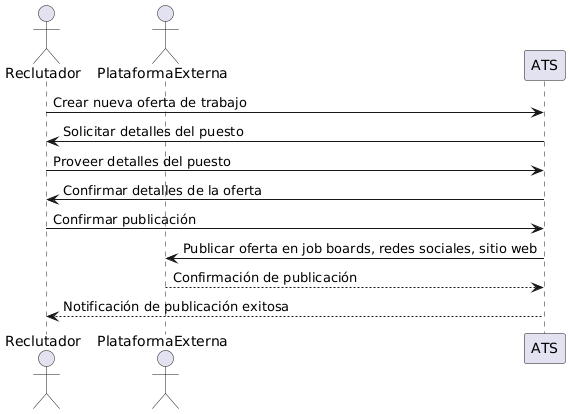 Reclutador
PlataformaExterna
ATS
Crear nueva oferta de trabajo
Solicitar detalles del puesto
Proveer detalles del puesto
Confirmar detalles de la oferta
Confirmar publicación
Publicar oferta en job boards, redes sociales, sitio web
Confirmación de publicación
Notificación de publicación exitosa
Reclutador
PlataformaExterna
ATS